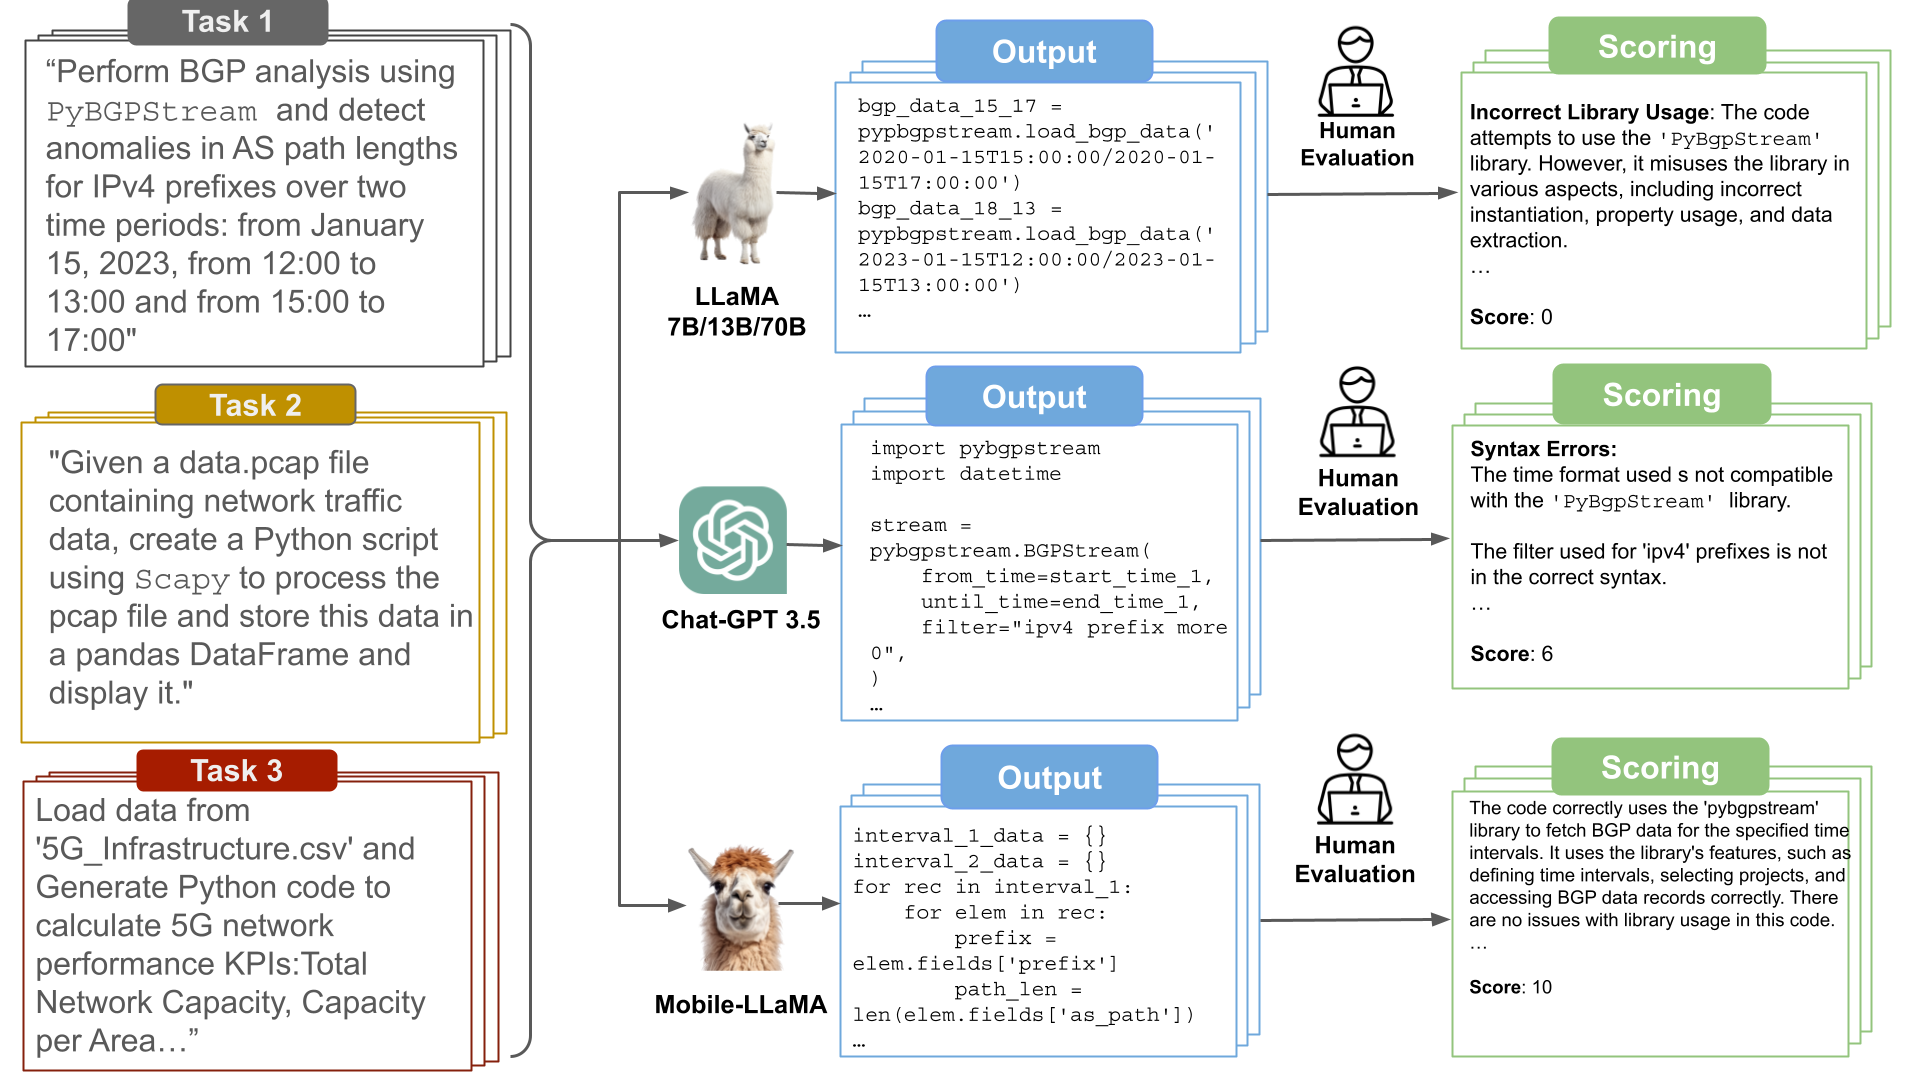 Task 1
“Perform BGP analysis using
PyBGPStream and detect
anomalies in AS path lengths
for IPv4 prefixes over two
time periods: from January
15, 2023, from 12:00 to
13:00 and from 15:00 to
17:00"
Task 2
"Given a data.pcap file
containing network traffic
data, create a Python script
using Scapy to process the
pcap file and store this data in
a pandas DataFrame and
display it."
Task 3
Load data from
'5G_Infrastructure.csv' and
Generate Python code to
calculate 5G network
performance KPIs:Total
Network Capacity, Capacity
per Area…”
LLaMA
7B/13B/70B
Output
bgp_data_15_17 =
pypbgpstream.load_bgp_data('
2020-01-15T15:00:00/2020-01-
15T17:00:00')
bgp_data_18_13 =
pypbgpstream.load_bgp_data('
2023-01-15T12:00:00/2023-01-
15T13:00:00')
…
Human
Evaluation
Scoring
Incorrect Library Usage: The code
attempts to use the 'PyBgpStream'
library. However, it misuses the library in
various aspects, including incorrect
instantiation, property usage, and data
extraction.
…
Score: 0
Chat-GPT 3.5
Output
import pybgpstream
import datetime
stream =
pybgpstream.BGPStream(
from_time=start_time_1,
until_time=end_time_1,
filter="ipv4 prefix more
0",
)
…
Human
Evaluation
Scoring
Syntax Errors:
The time format used s not compatible
with the 'PyBgpStream' library.
The filter used for 'ipv4' prefixes is not
in the correct syntax.
…
Score: 6
Mobile-LLaMA
Output
interval_1_data = {}
interval_2_data = {}
for rec in interval_1:
for elem in rec:
prefix =
elem.fields['prefix']
path_len =
len(elem.fields['as_path'])
…
Human
Evaluation
Scoring
The code correctly uses the 'pybgpstream'
library to fetch BGP data for the specified time
intervals. It uses the library's features, such as
defining time intervals, selecting projects, and
accessing BGP data records correctly. There
are no issues with library usage in this code.
…
Score: 10